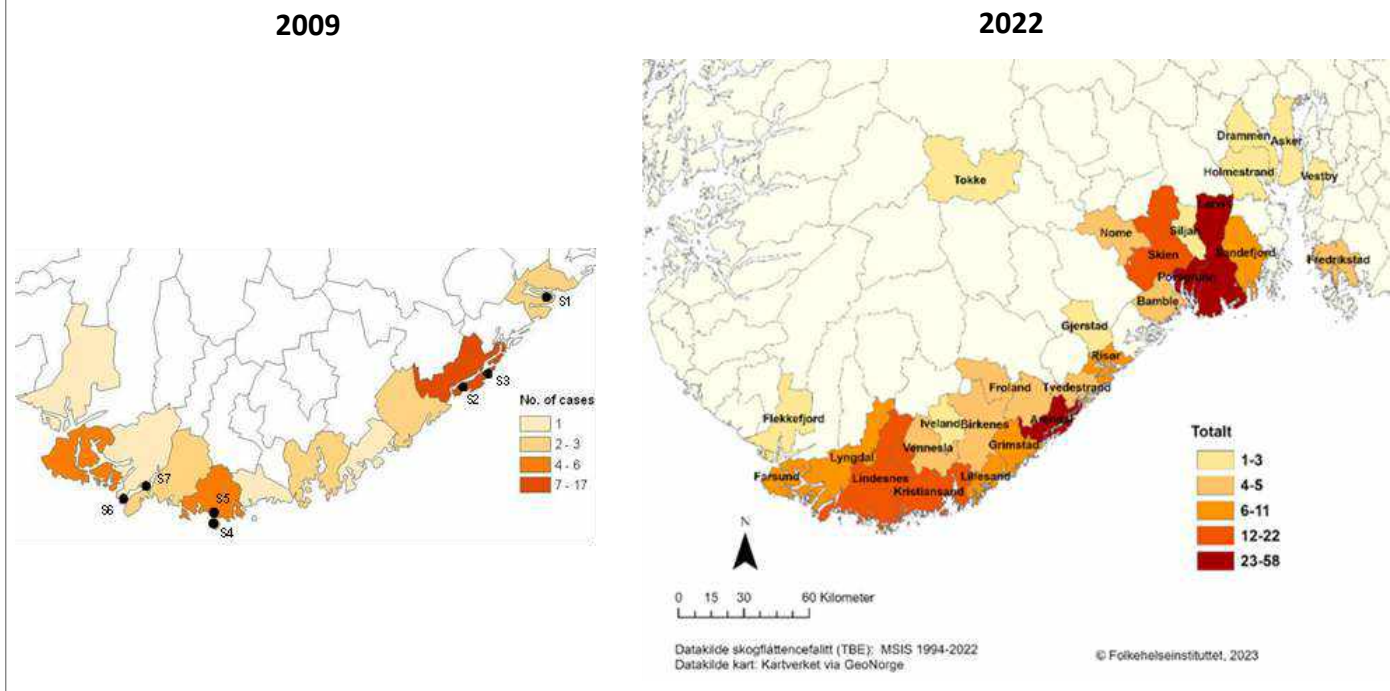 2009
2022
S1
S3
S2
No. of cases
1
2 - 3
4 - 6
7 - 17
S7
S5
S6
S4
Drammen
Asker
Holmestrand
Vestby
Tokke
Larvik
Nome
Siljan
Skien
Sandefjord
Fredrikstad
Porsgrunn
Bamble
Gjerstad
Risør
Froland
Tvedestrand
Flekkefjord
Iveland
Birkenes
Arendal
Vennesla
Grimstad
Lyngdal
Farsund
Lindesnes
Lillesand
Kristiansand
Totalt
1-3
4-5
6-11
12-22
23-58
N
0 15 30 60 Kilometer
Datakilde skogflåttencefalitt (TBE): MSIS 1994-2022
Datakilde kart: Kartverket via GeoNorge
© Folkehelseinstituttet, 2023